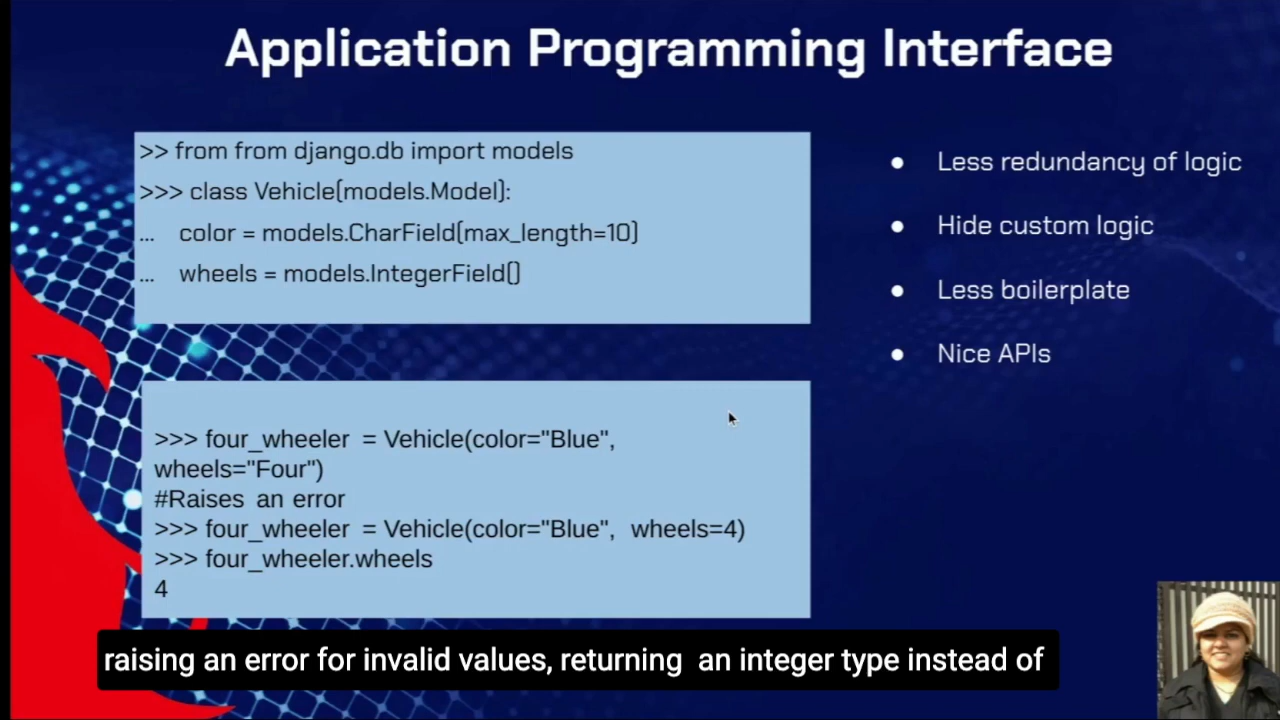 Application Programming Interface
>> from from django.db import models
>>> class Vehicle(models.Model):
... color = models.CharField(max_length=10)
... wheels = models.IntegerField()
● Less redundancy of logic
● Hide custom logic
● Less boilerplate
● Nice APIs
>>> four_wheeler = Vehicle(color="Blue",
wheels="Four")
#Raises an error
>>> four_wheeler = Vehicle(color="Blue", wheels=4)
>>> four_wheeler.wheels
4
raising an error for invalid values, returning an integer type instead of